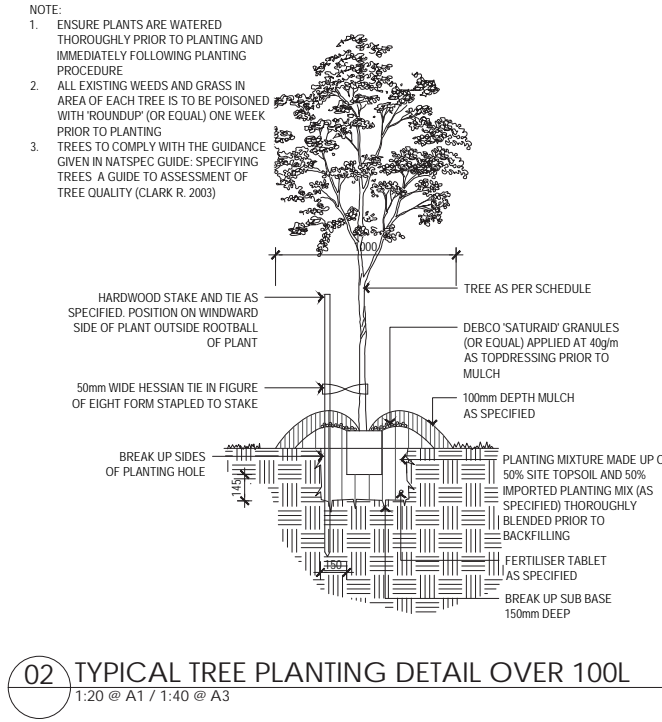 NOTE:
1. ENSURE PLANTS ARE WATERED
THOROUGHLY PRIOR TO PLANTING AND
IMMEDIATELY FOLLOWING PLANTING
PROCEDURE
2. ALL EXISTING WEEDS AND GRASS IN
AREA OF EACH TREE IS TO BE POISONED
WITH 'ROUNDUP' (OR EQUAL) ONE WEEK
PRIOR TO PLANTING
3. TREES TO COMPLY WITH THE GUIDANCE
GIVEN IN NATSPEC GUIDE: SPECIFYING
TREES A GUIDE TO ASSESSMENT OF
TREE QUALITY (CLARK R. 2003)
1000
HARDWOOD STAKE AND TIE AS
SPECIFIED. POSITION ON WINDWARD
SIDE OF PLANT OUTSIDE ROOTBALL
OF PLANT
50mm WIDE HESSIAN TIE IN FIGURE
OF EIGHT FORM STAPLED TO STAKE
BREAK UP SIDES
OF PLANTING HOLE
145
150
TREE AS PER SCHEDULE
DEBCO 'SATURAID' GRANULES
(OR EQUAL) APPLIED AT 40g/m
AS TOPDRESSING PRIOR TO
MULCH
100mm DEPTH MULCH
AS SPECIFIED
PLANTING MIXTURE MADE UP O
50% SITE TOPSOIL AND 50%
IMPORTED PLANTING MIX (AS
SPECIFIED) THOROUGHLY
BLENDED PRIOR TO
BACKFILLING
FERTILISER TABLET
AS SPECIFIED
BREAK UP SUB BASE
150mm DEEP
02 TYPICAL TREE PLANTING DETAIL OVER 100L
1:20 @ A1 / 1:40 @ A3